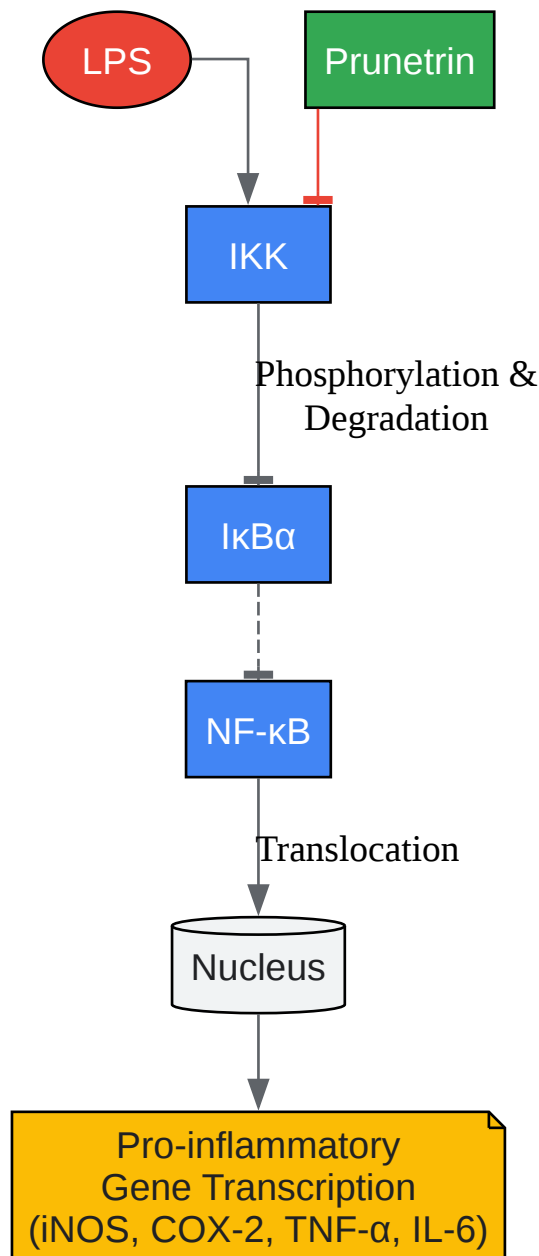 LPS
Prunetrin
IKK
Phosphorylation &
Degradation
IκBα
NF-κB
Translocation
Nucleus
Pro-inflammatory
Gene Transcription
(iNOS, COX-2, TNF-α, IL-6)